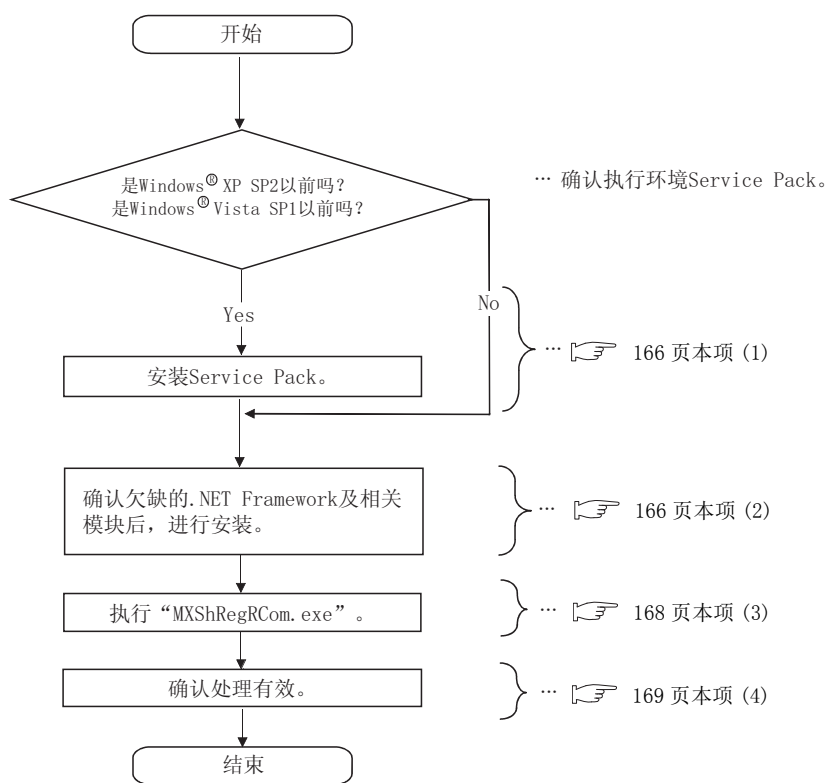 开始
是Windows® XP SP2以前吗?
是Windows® Vista SP1以前吗?
… 确认执行环境Service Pack。
No
Yes
… 166 页本项 (1)
安装Service Pack。
确认欠缺的.NET Framework及相关
模块后，进行安装。
… 166 页本项 (2)
执行“MXShRegRCom.exe”。
… 168 页本项 (3)
确认处理有效。
… 169 页本项 (4)
结束